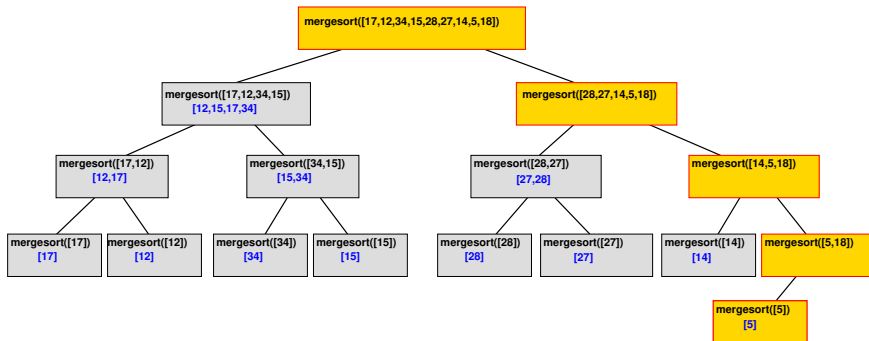 mergesort([17,12,34,15,28,27,14,5,18])
mergesort([17,12,34,15])
[12,15,17,34]
mergesort([28,27,14,5,18])
mergesort([17,12])
[12,17]
mergesort([34,15])
[15,34]
mergesort([28,27])
[27,28]
mergesort([14,5,18])
mergesort([17])
[17]
mergesort([12])
[12]
mergesort([34])
[34]
mergesort([15])
[15]
mergesort([28])
[28]
mergesort([27])
[27]
mergesort([14])
[14]
mergesort([5,18])
mergesort([5])
[5]